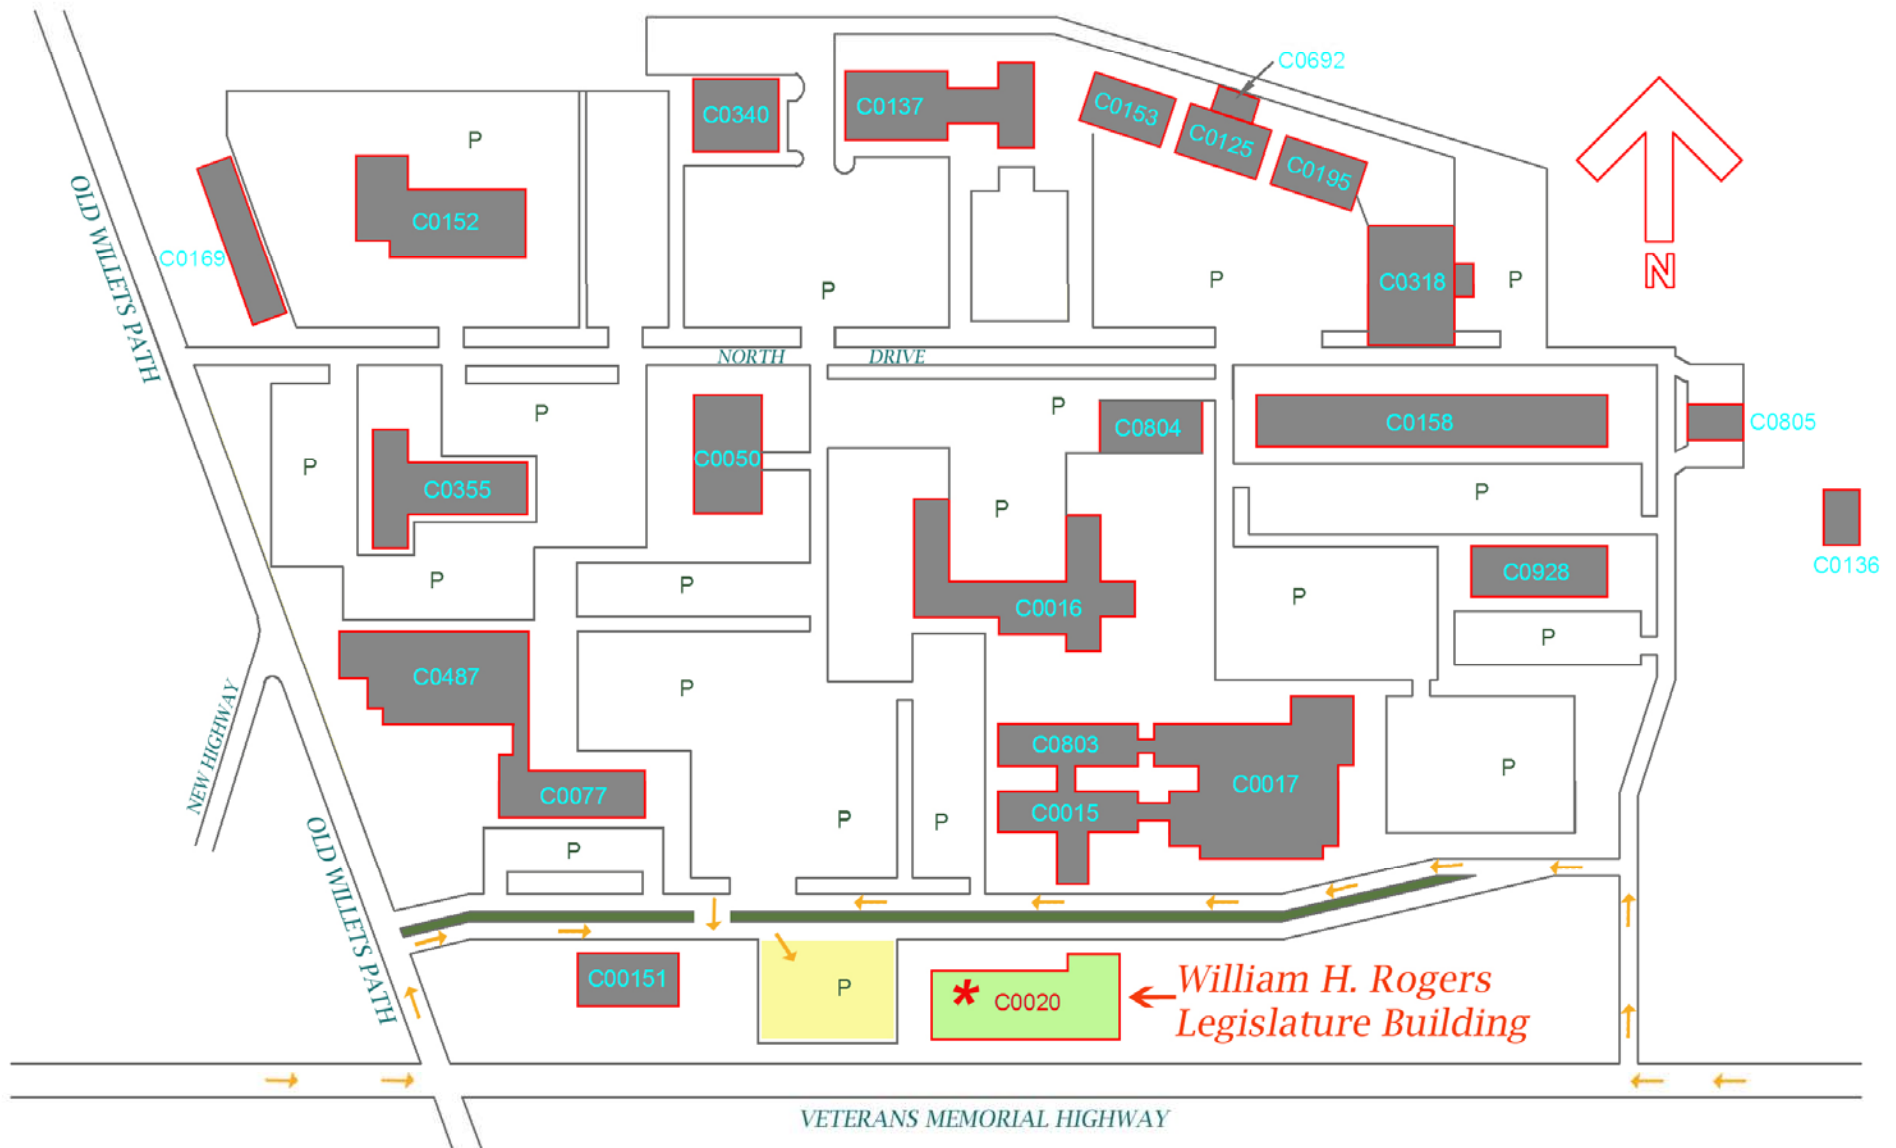 C0692
C0340
C0137
C0153
C0125
C0195
P
C0152
C0169
OLD WILLETS PATH
P
P
C0318
P
N
NORTH DRIVE
P
P
C0804
C0158
C0805
P
C0050
C0355
P
P
C0136
P
P
C0016
P
C0928
P
C0487
P
NEW HIGHWAY
C0803
C0017
P
C0077
C0015
P
P
P
OLD WILLETS PATH
C00151
P
* C0020
William H. Rogers
Legislature Building
VETERANS MEMORIAL HIGHWAY